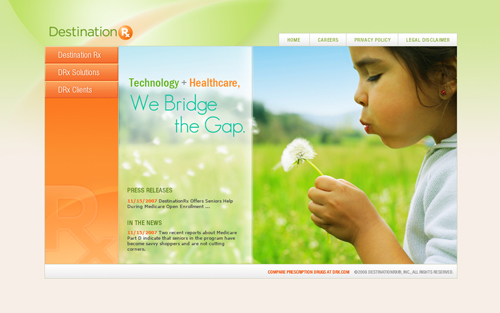 Destination Rx
HOME
CAREERS
PRIVACY POLICY
LEGAL DISCLAIMER
Destination Rx
DRx Solutions
DRx Clients
Technology + Healthcare,
We Bridge
the Gap.
PRESS RELEASES
11/15/2007 DestinationRx Offers Seniors Help
During Medicare Open Enrollment ...
IN THE NEWS
11/15/2007 Two recent reports about Medicare
Part D indicate that seniors in the program have
become savvy shoppers and are not cutting
corners.
COMPARE PRESCRIPTION DRUGS AT DRX.COM
©2008 DESTINATIONRX, INC., ALL RIGHTS RESERVED